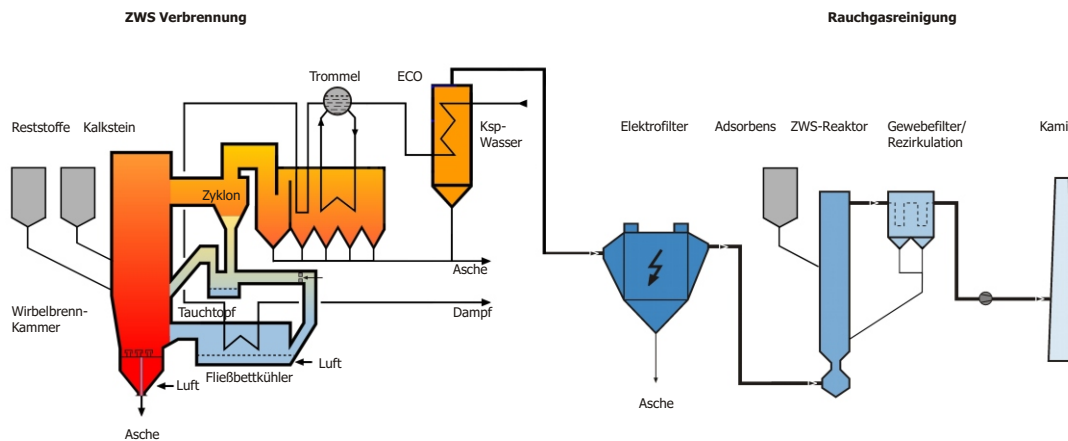 ZWS Verbrennung
Rauchgasreinigung
Trommel
ECO
Reststoffe
Kalkstein
Ksp-
Wasser
Elektrofilter
Adsorbens
ZWS-Reaktor
Gewebefilter/
Rezirkulation
Kami
Zyklon
Asche
Wirbelbrenn-
Kammer
Tauchtopf
Dampf
Luft
Fließbettkühler
Luft
Asche
Asche